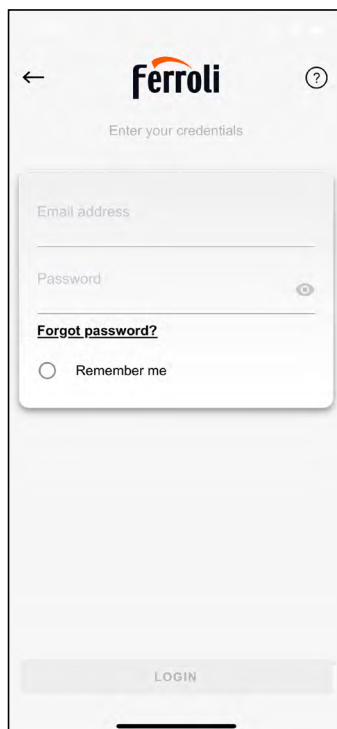 Ferroli
?
Enter your credentials
Email address
Password
Forgot password?
Remember me
LOGIN